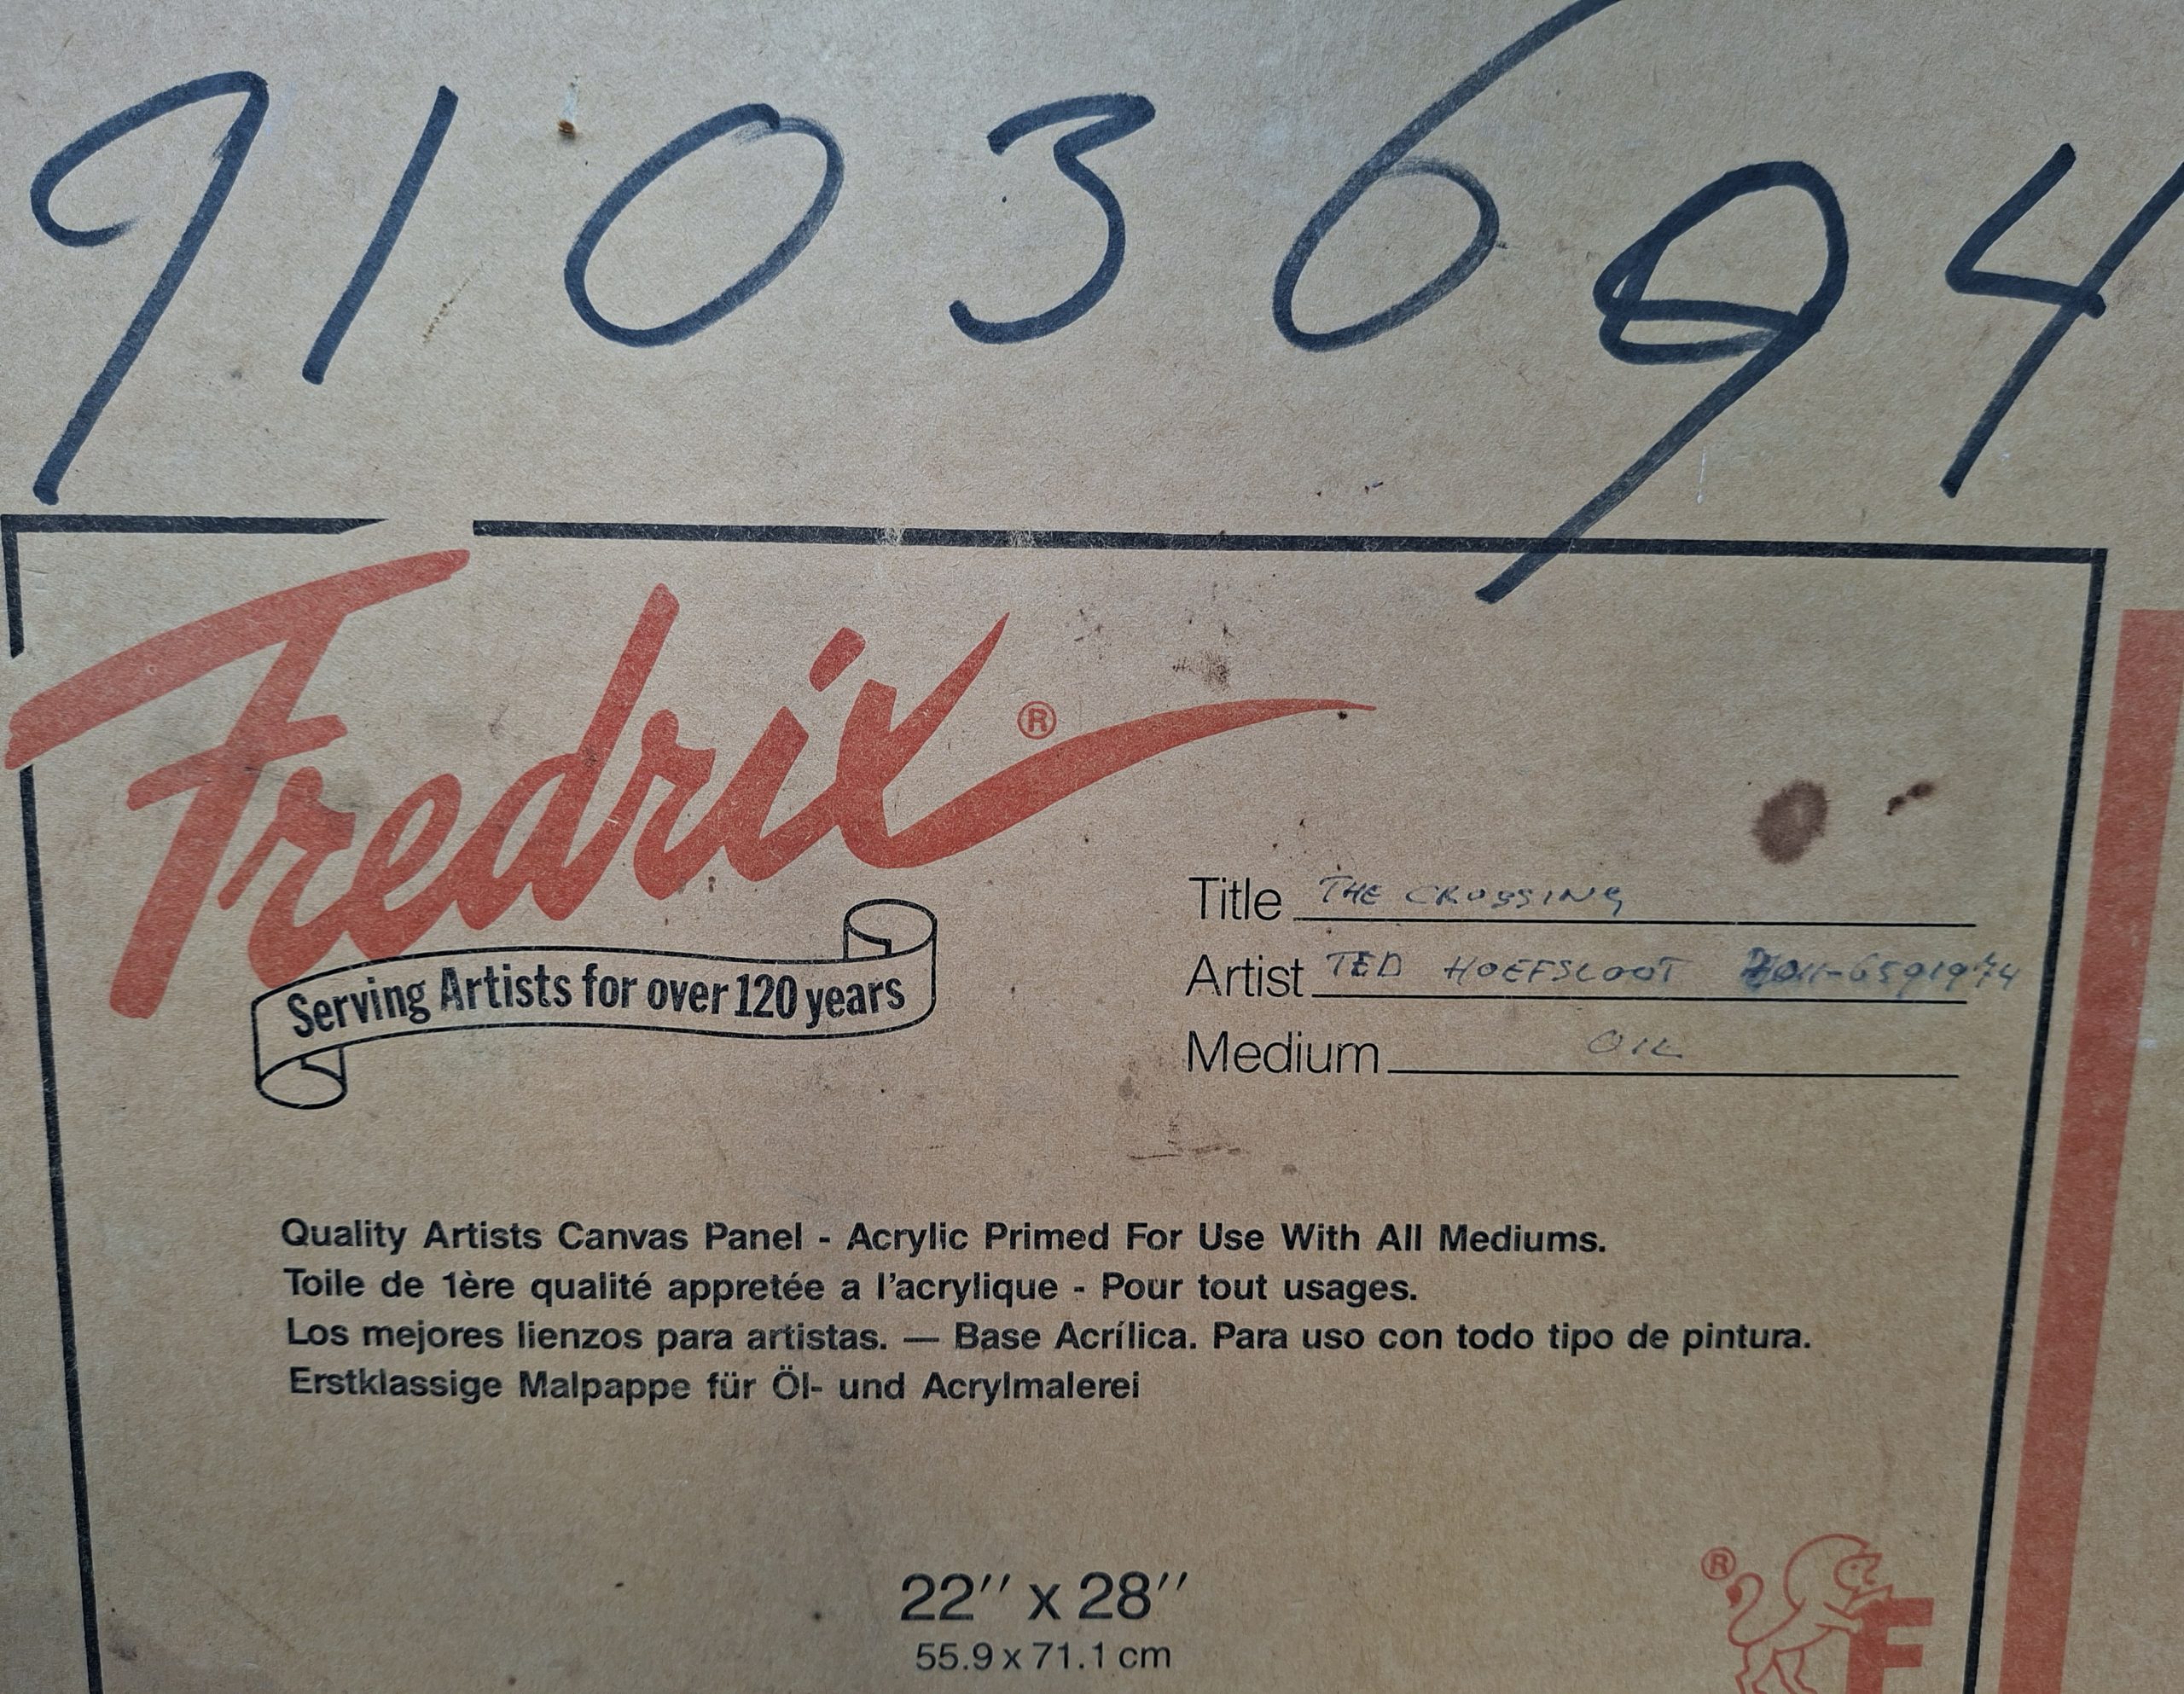 9103694
Fredrix®
Serving Artists for over 120 years
Title THE CROSSING
Artist TED HOEFSLOOT 011-6591974
Medium OIL
Quality Artists Canvas Panel - Acrylic Primed For Use With All Mediums.
Toile de 1ère qualité appretée a l'acrylique - Pour tout usages.
Los mejores lienzos para artistas. — Base Acrílica. Para uso con todo tipo de pintura.
Erstklassige Malpappe für Öl- und Acrylmalerei
22" x 28"
55.9 x 71.1 cm
® F